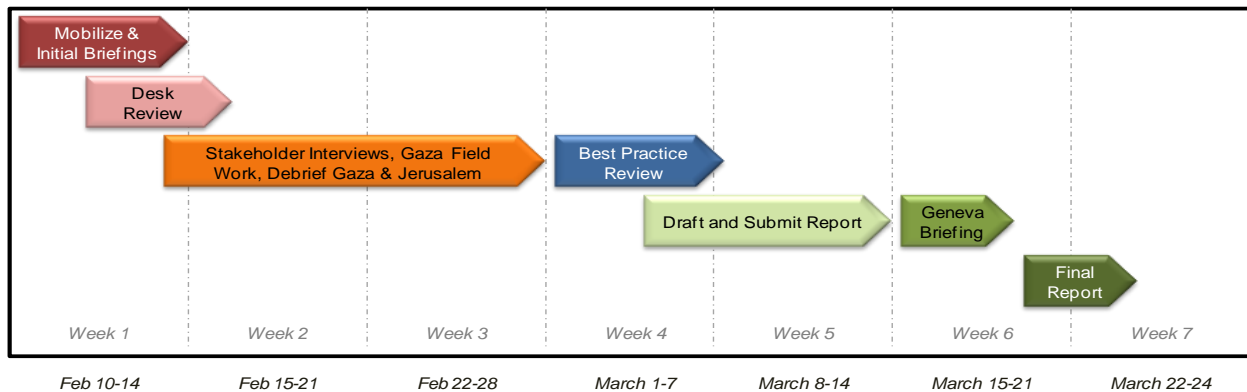 Mobilize &
Initial Briefings
Desk
Review
Stakeholder Interviews, Gaza Field
Work, Debrief Gaza & Jerusalem
Best Practice
Review
Draft and Submit Report
Geneva
Briefing
Final
Report
Week 1
Week 2
Week 3
Week 4
Week 5
Week 6
Week 7
Feb 10-14
Feb 15-21
Feb 22-28
March 1-7
March 8-14
March 15-21
March 22-24